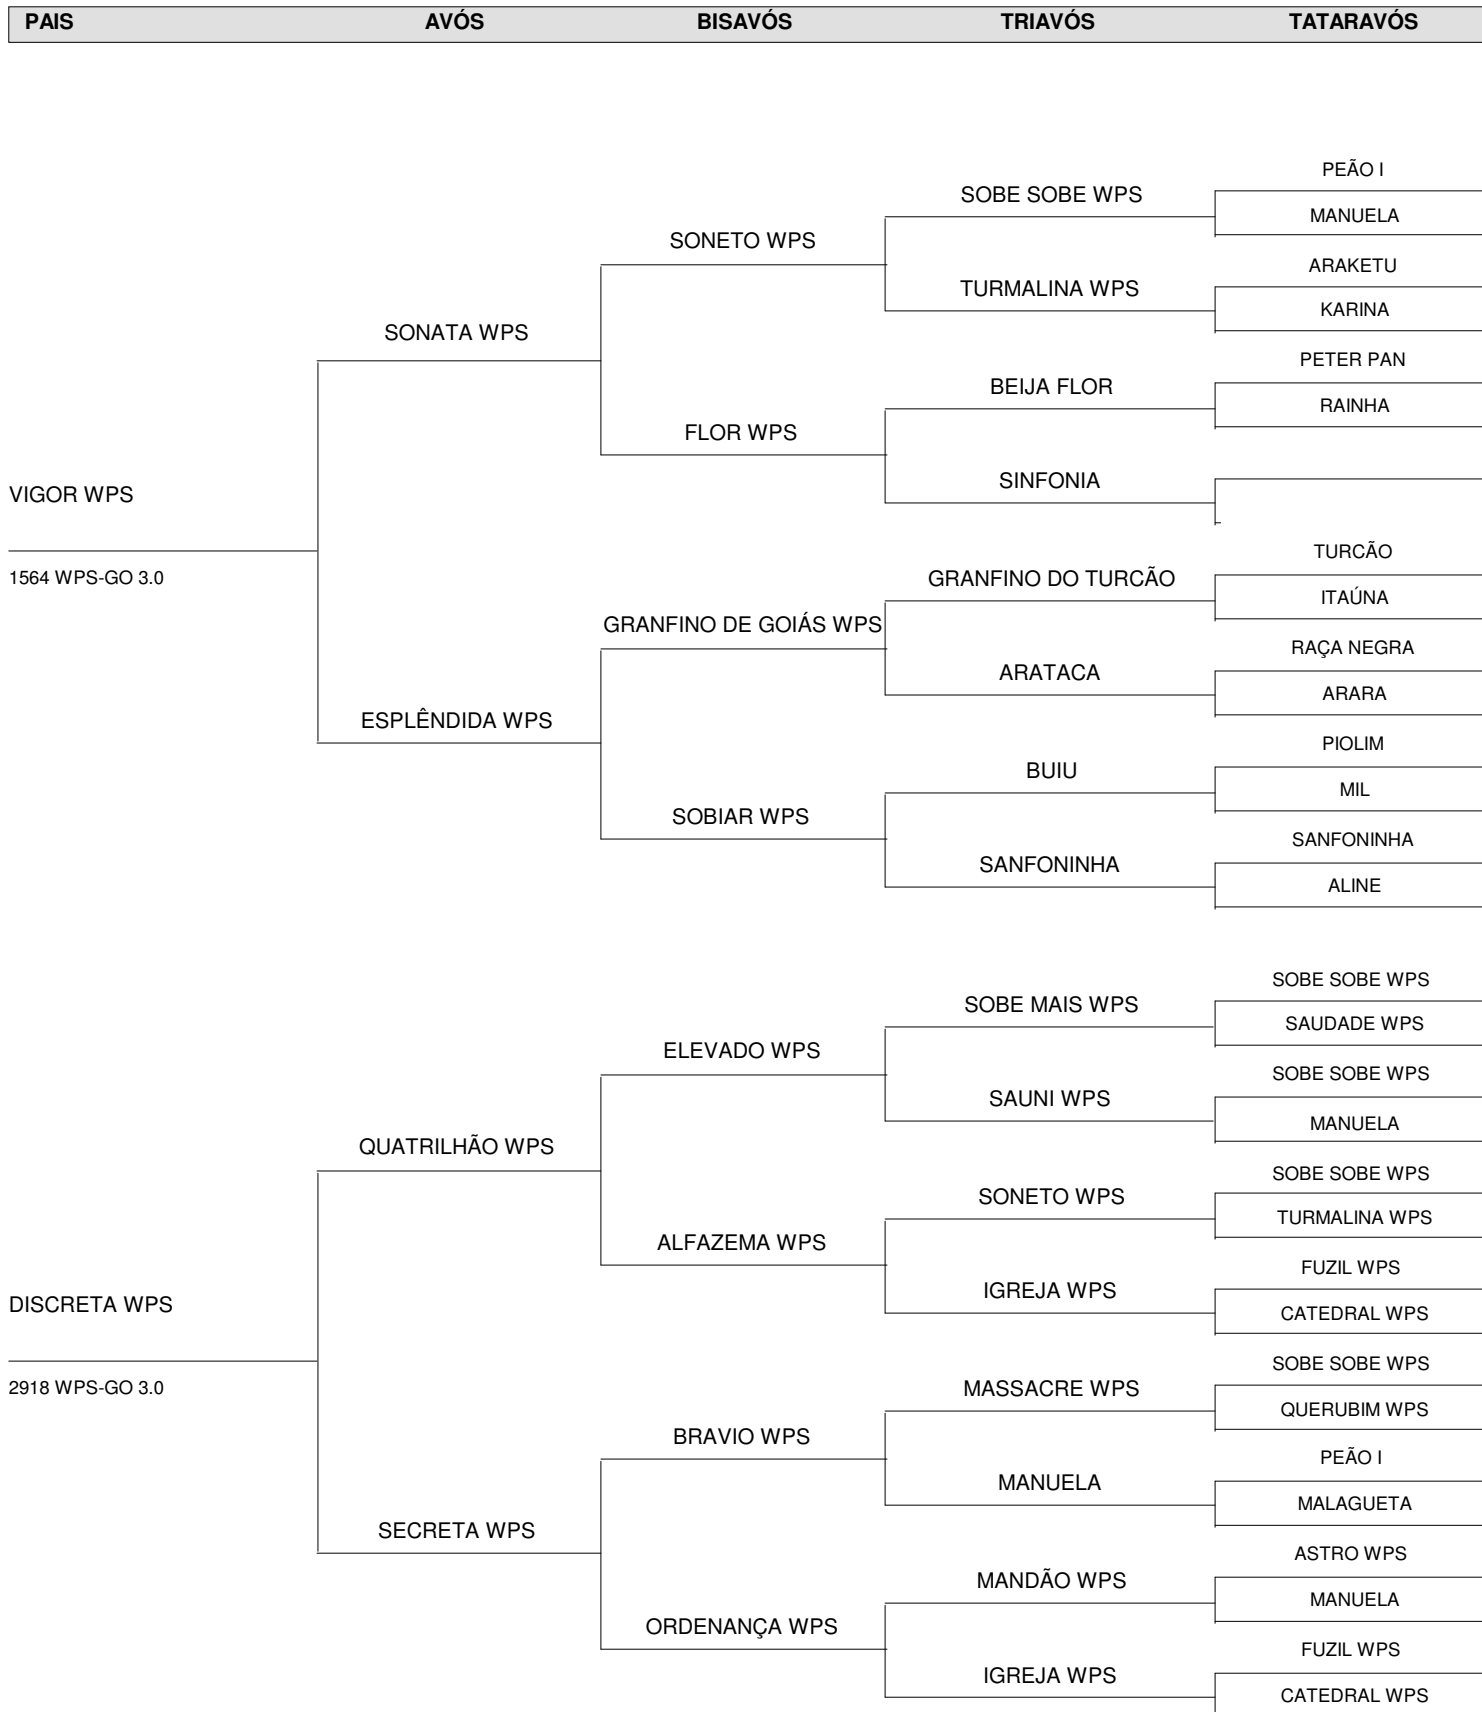 PAIS AVÓS BISAVÓS TRIAVÓS TATARAVÓS
PEÃO I
SOBE SOBE WPS
MANUELA
SONETO WPS
ARAKETU
TURMALINA WPS
KARINA
SONATA WPS
PETER PAN
BEIJA FLOR
RAINHA
FLOR WPS
SINFONIA
VIGOR WPS
TURCÃO
1564 WPS-GO 3.0
GRANFINO DO TURCÃO
ITAÚNA
GRANFINO DE GOIÁS WPS
RAÇA NEGRA
ARATACA
ARARA
ESPLÊNDIDA WPS
PIOLIM
BUIU
MIL
SOBIAR WPS
SANFONINHA
SANFONINHA
ALINE
SOBE SOBE WPS
SOBE MAIS WPS
SAUDADE WPS
ELEVADO WPS
SOBE SOBE WPS
SAUNI WPS
MANUELA
QUATRILHÃO WPS
SOBE SOBE WPS
SONETO WPS
TURMALINA WPS
ALFAZEMA WPS
FUZIL WPS
IGREJA WPS
DISCRETA WPS
CATEDRAL WPS
SOBE SOBE WPS
2918 WPS-GO 3.0
MASSACRE WPS
QUERUBIM WPS
BRAVIO WPS
PEÃO I
MANUELA
MALAGUETA
SECRETA WPS
ASTRO WPS
MANDÃO WPS
MANUELA
ORDENANÇA WPS
FUZIL WPS
IGREJA WPS
CATEDRAL WPS